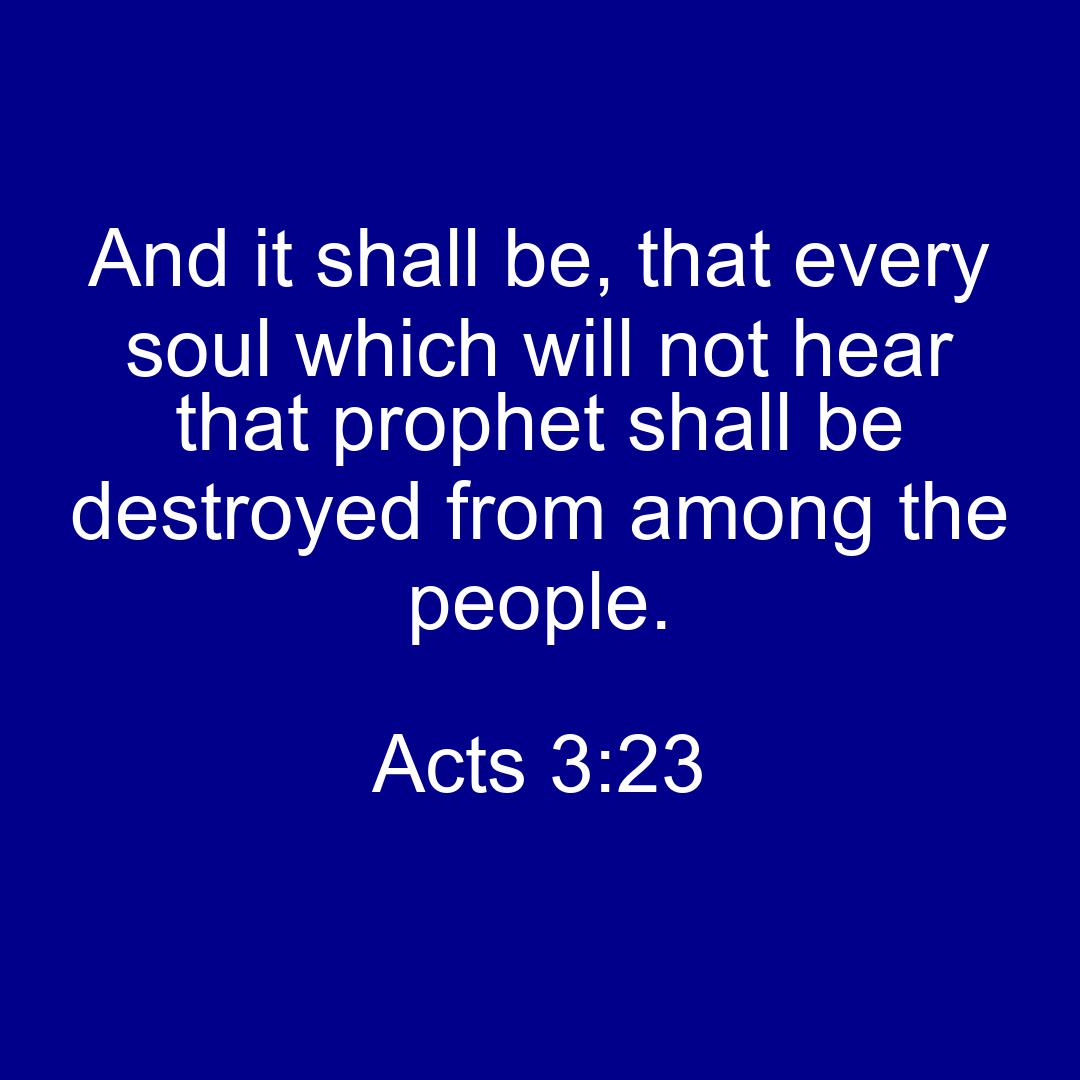 And it shall be, that every
soul which will not hear
that prophet shall be
destroyed from among the
people.
Acts 3:23